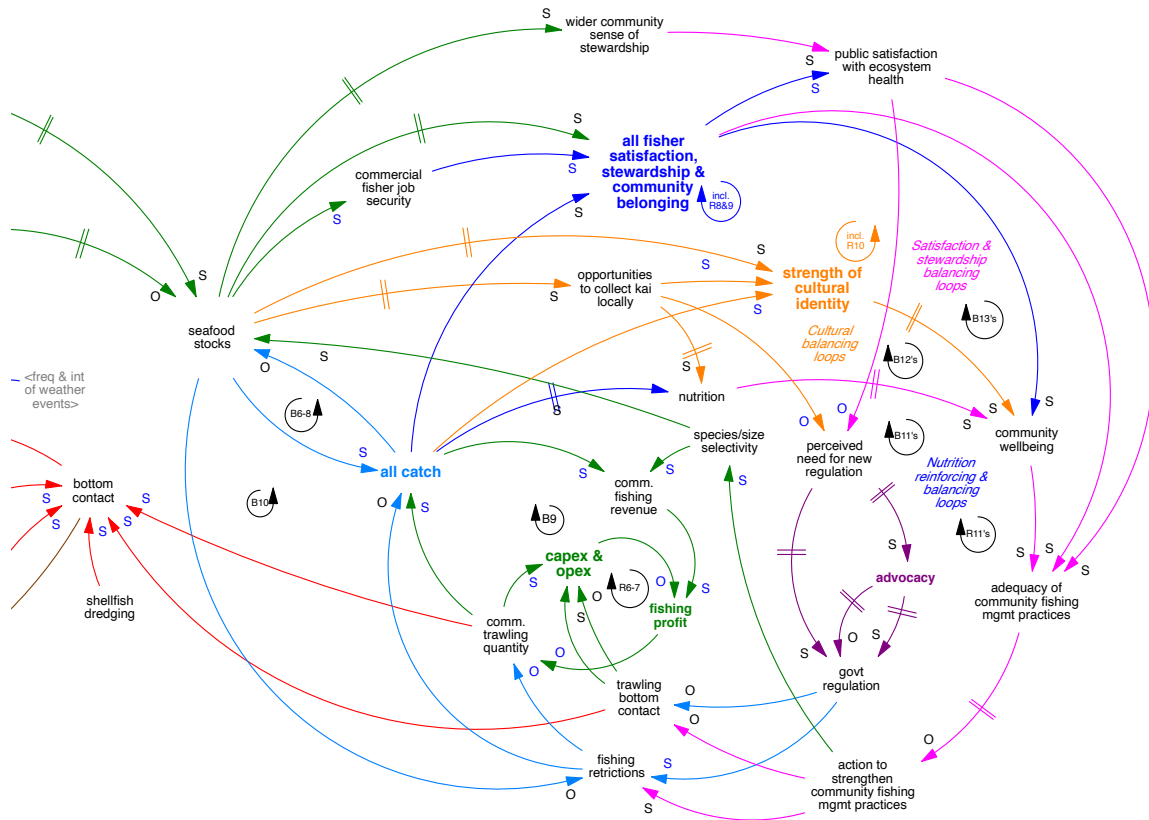 wider community
sense of
stewardship
public satisfaction
with ecosystem
health
S
S
S
S
all fisher
satisfaction,
stewardship &
community
belonging
incl.
R8&9
commercial
fisher job
security
S
S
S
incl.
R10
Satisfaction &
stewardship
balancing
loops
S
O
S
opportunities
to collect kai
locally
S
S
S
strength of
cultural
identity
B13's
Cultural
balancing
loops
B12's
seafood
stocks
S
O
<freq & int
of weather
events>
B6-8
S
nutrition
S
O
O
S
S
S
community
wellbeing
B11's
species/size
selectivity
perceived
need for new
regulation
Nutrition
reinforcing &
balancing
loops
S
all catch
S
S
comm.
fishing
revenue
bottom
contact
S
S
S
S
B10
O
S
B9
R11's
capex &
opex
S
R6-7
O
S
S
advocacy
S
S
S
adequacy of
community fishing
mgmt practices
shellfish
dredging
O
S
fishing
profit
comm.
trawling
quantity
O
O
O
S
S
govt
regulation
trawling
bottom
contact
O
O
O
fishing
retrictions
S
O
S
action to
strengthen
community fishing
mgmt practices